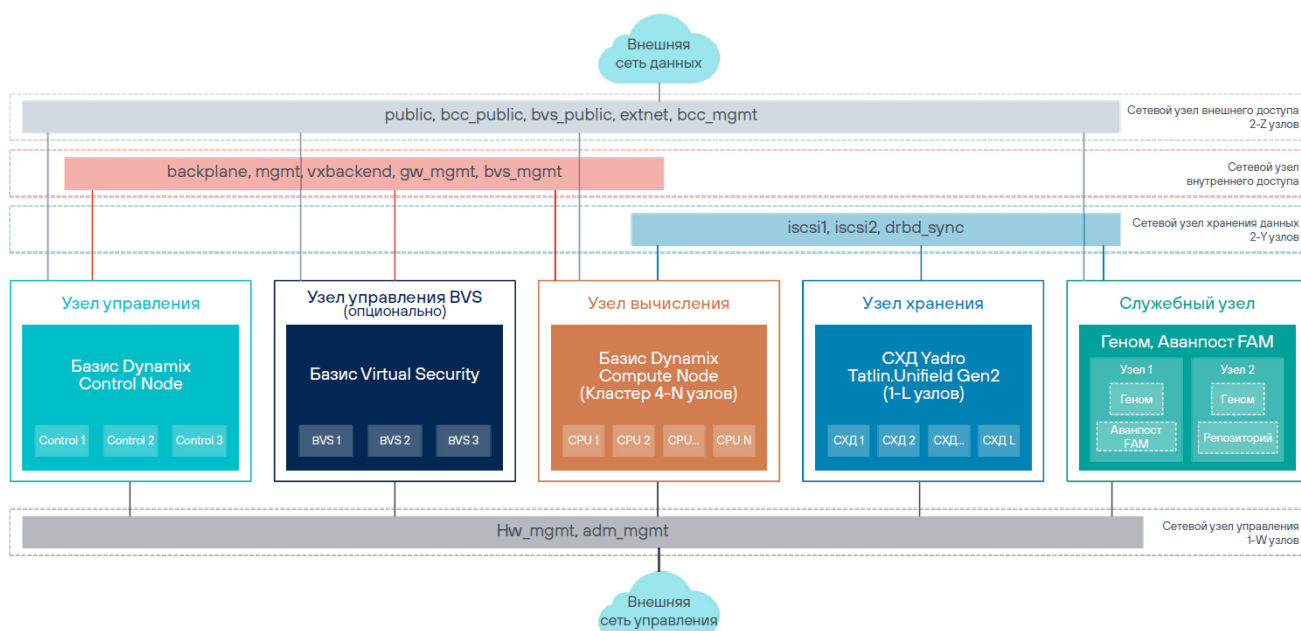 Внешняя
сеть данных
public, bcc_public, bvs_public, extnet, bcc_mgmt
Сетевой узел внешнего доступа
2-Z узлов
backplane, mgmt, vxbackend, gw_mgmt, bvs_mgmt
Сетевой узел
внутреннего доступа
iscsi1, iscsi2, drbd_sync
Сетевой узел хранения данных
2-Y узлов
Узел управления
Базис Dynamix
Control Node
Control 1
Control 2
Control 3
Узел управления BVS
(опционально)
Базис Virtual Security
BVS 1
BVS 2
BVS 3
Узел вычисления
Базис Dynamix
Compute Node
(Кластер 4-N узлов)
CPU 1
CPU 2
CPU...
CPU N
Узел хранения
СХД Yadro
Tatlin.Unifield Gen2
(1-L узлов)
СХД 1
СХД 2
СХД...
СХД L
Служебный узел
Геном, Аванпост FAM
Узел 1
Геном
Аванпост
FAM
Узел 2
Геном
Репозиторий
Hw_mgmt, adm_mgmt
Сетевой узел управления
1-W узлов
Внешняя
сеть управления